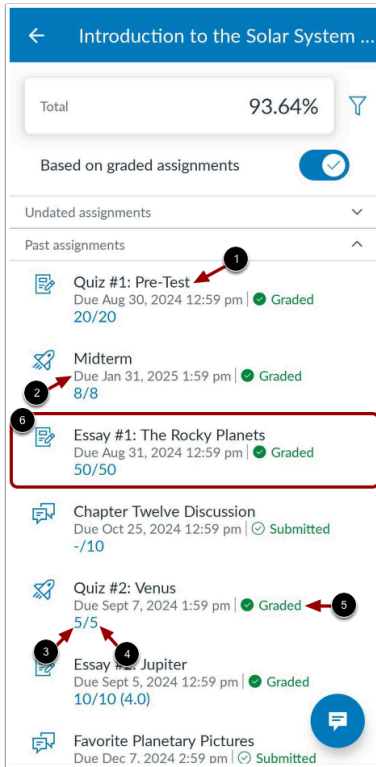 Introduction to the Solar System ...
Total 93.64%
Based on graded assignments
Undated assignments
Past assignments
1
Quiz #1: Pre-Test
Due Aug 30, 2024 12:59 pm | Graded
20/20
Midterm
2
Due Jan 31, 2025 1:59 pm | Graded
8/8
6
Essay #1: The Rocky Planets
Due Aug 31, 2024 12:59 pm | Graded
50/50
Chapter Twelve Discussion
Due Oct 25, 2024 12:59 pm | Submitted
-/10
Quiz #2: Venus
Due Sept 7, 2024 1:59 pm | Graded 5
5/5
3 4
Essay Jupiter
Due Sept 5, 2024 12:59 pm | Graded
10/10 (4.0)
Favorite Planetary Pictures
Due Dec 7, 2024 2:59 pm | Submitted